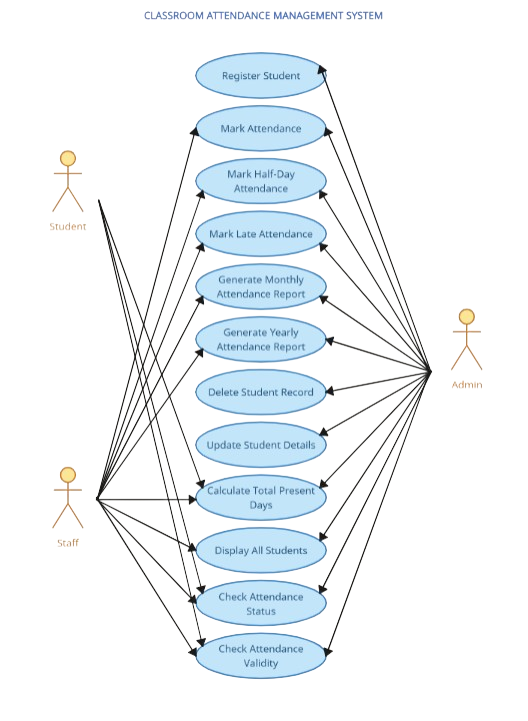 CLASSROOM ATTENDANCE MANAGEMENT SYSTEM
Register Student
Mark Attendance
Mark Half-Day
Attendance
Student
Mark Late Attendance
Generate Monthly
Attendance Report
Generate Yearly
Attendance Report
Admin
Delete Student Record
Update Student Details
Calculate Total Present
Days
Staff
Display All Students
Check Attendance
Status
Check Attendance
Validity